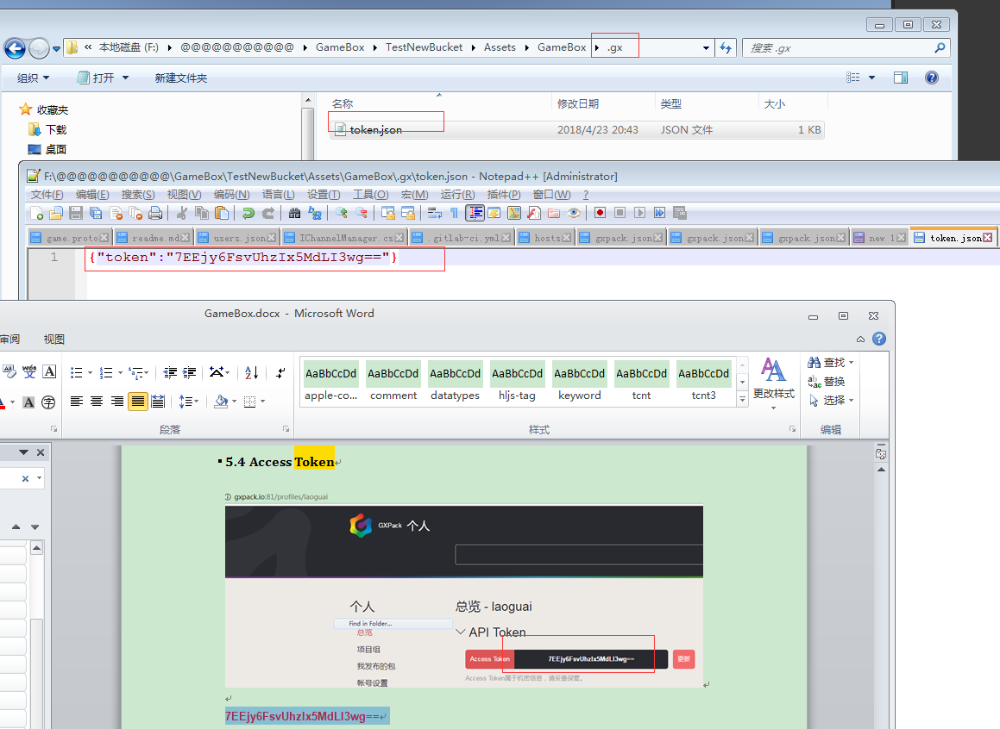 « 本地磁盘 (F:) ▸ @@@@@@@@@@@ ▸ GameBox ▸ TestNewBucket ▸ Assets ▸ GameBox ▸ .gx
搜索 .gx
组织 打开 新建文件夹
收藏夹
下载
桌面
名称 修改日期 类型 大小
token.json 2018/4/23 20:43 JSON 文件 1 KB
F:\@@@@@@@@@@@\GameBox\TestNewBucket\Assets\GameBox\.gx\token.json - Notepad++ [Administrator]
文件(F) 编辑(E) 搜索(S) 视图(V) 编码(N) 语言(L) 设置(T) 工具(O) 宏(M) 运行(R) 插件(P) 窗口(W) ?
game.proto readme.md users.json IChannelManager.cs .gitlab-ci.yml hosts gxpack.json gxpack.json gxpack.json new 1 token.json
1 {"token":"7EEjy6FsvUhzIx5MdLI3wg=="}
GameBox.docx - Microsoft Word
审阅 视图
AaBbCcDd AaBbCcDd AaBbCcDd AaBbCcDd AaBbCcDd AaBbCcDd AaBbCcDd
apple-co... comment datatypes hljs-tag keyword tcnt tcnt3
更改样式
查找
替换
选择
段落 样式 编辑
5.4 Access Token
gxpack.io:81/profiles/laoguai
GXPack 个人
个人
Find in Folder...
总览
项目组
我发布的包
帐号设置
总览 - laoguai
API Token
Access Token 7EEjy6FsvUhzIx5MdLI3wg== 更新
Access Token属于机密信息，请妥善保管。
7EEjy6FsvUhzIx5MdLI3wg==